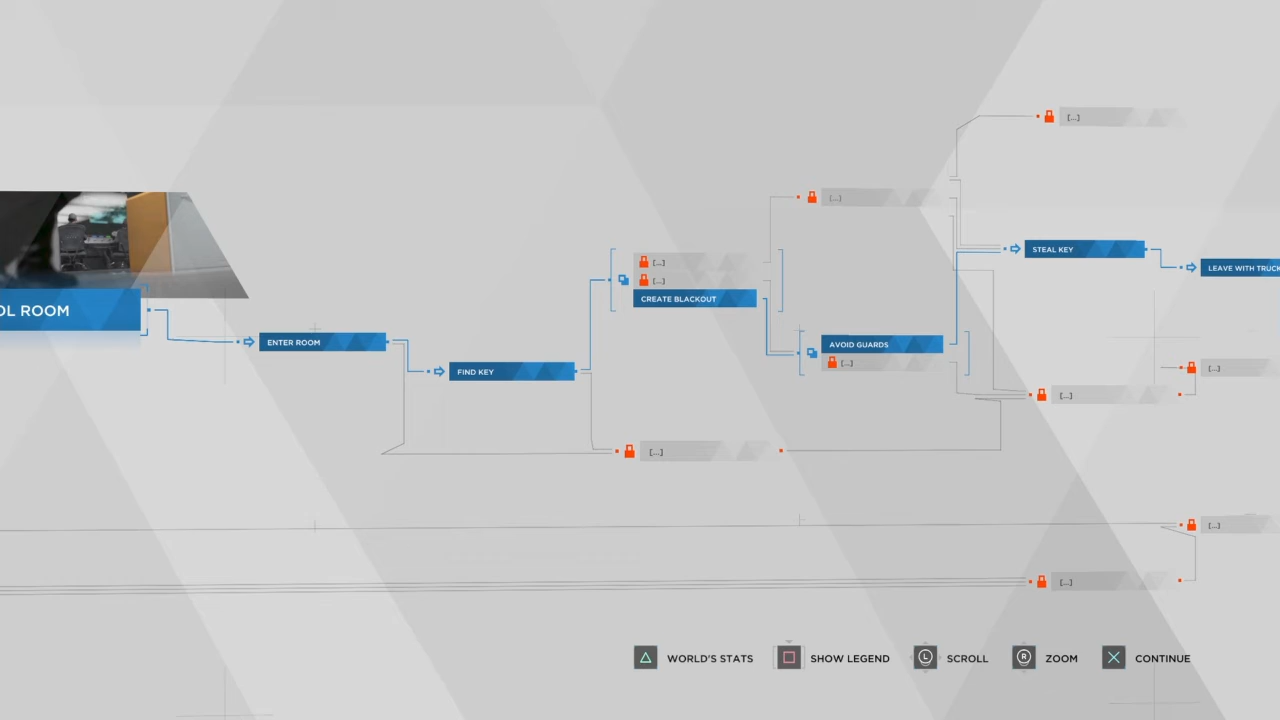 [...]
[...]
STEAL KEY
[...]
[...]
CREATE BLACKOUT
LEAVE WITH TRUCK
OL ROOM
ENTER ROOM
AVOID GUARDS
[...]
FIND KEY
[...]
[...]
[...]
[...]
[...]
WORLD'S STATS
SHOW LEGEND
L
SCROLL
R
ZOOM
CONTINUE